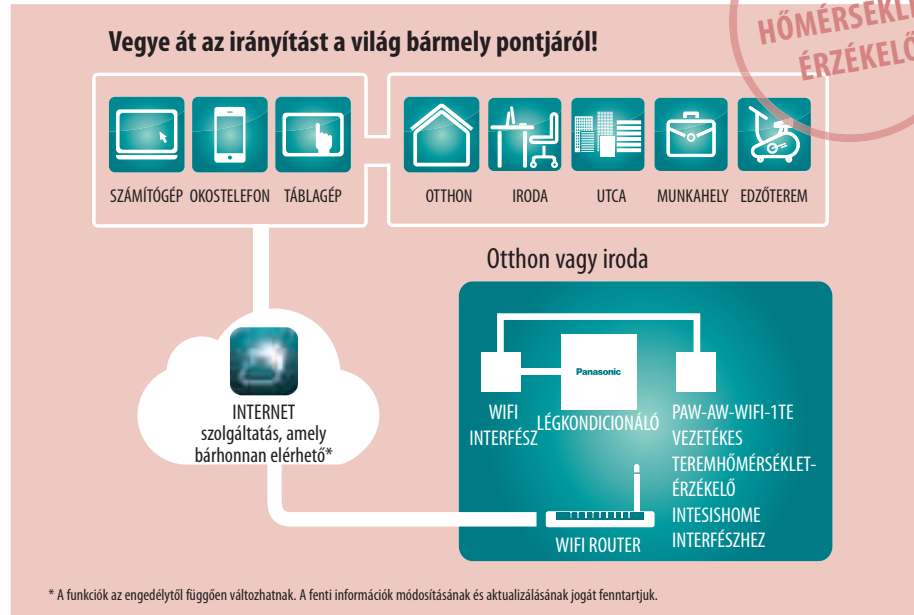 HŐMÉRSÉKLE
ÉRZÉKELŐ
Vegye át az irányítást a világ bármely pontjáról!
SZÁMÍTÓGÉP OKOSTELEFON TÁBLAGÉP
OTTHON IRODA UTCA MUNKAHELY EDZŐTEREM
Otthon vagy iroda
INTERNET
szolgáltatás, amely
bárhonnan elérhető*
Panasonic
WIFI
INTERFÉSZ
LÉGKONDICIONÁLÓ
PAW-AW-WIFI-1TE
VEZETÉKES
TEREMHŐMÉRSÉKLET-
ÉRZÉKELŐ
INTESISHOME
INTERFÉSZHEZ
WIFI ROUTER
* A funkciók az engedélytől függően változhatnak. A fenti információk módosításának és aktualizálásának jogát fenntartjuk.